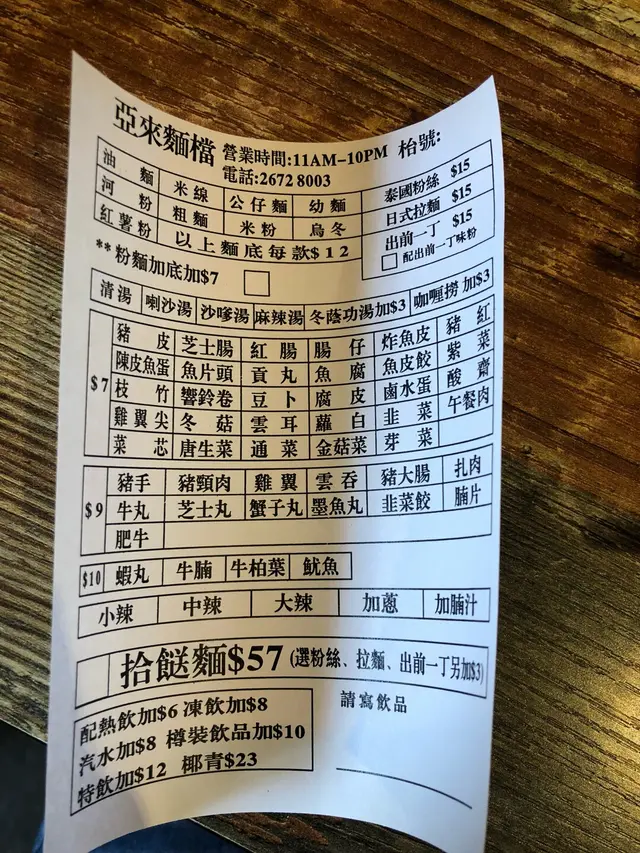 亞來麵檔 營業時間:11AM-10PM 枱號:
電話:2672 8003
油麵 米線 公仔麵 幼麵 泰國粉絲 $15
河粉 粗麵 米粉 烏冬 日式拉麵 $15
紅薯粉 以上麵底每款$12 出前一丁 $15
配出前一丁味粉
**粉麵加底加$7
清湯 喇沙湯 沙嗲湯 麻辣湯 冬蔭功湯加$3 咖喱撈加$3
$7
豬皮 芝士腸 紅腸 腸仔 炸魚皮 豬紅
陳皮魚蛋 魚片頭 貢丸 魚腐 魚皮餃 紫菜
枝竹 響鈴卷 豆卜 腐皮 鹵水蛋 酸齋
雞翼尖 冬菇 雲耳 蘿白 韭菜 午餐肉
菜芯 唐生菜 通菜 金菇菜 芽菜
$9
豬手 豬頸肉 雞翼 雲吞 豬大腸 扎肉
牛丸 芝士丸 蟹子丸 墨魚丸 韭菜餃 腩片
肥牛
$10 蝦丸 牛腩 牛柏葉 魷魚
小辣 中辣 大辣 加蔥 加腩汁
拾餸麵$57 (選粉絲、拉麵、出前一丁另加$3)
配熱飲加$6 凍飲加$8
汽水加$8 樽裝飲品加$10
特飲加$12 椰青$23
請寫飲品